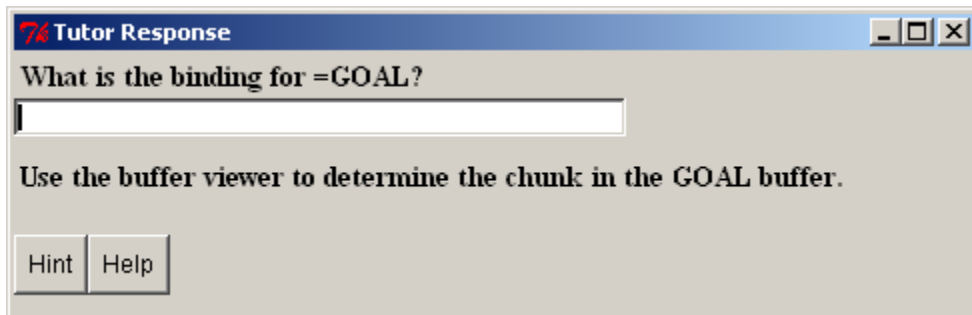 Tutor Response
What is the binding for =GOAL?
Use the buffer viewer to determine the chunk in the GOAL buffer.
Hint Help